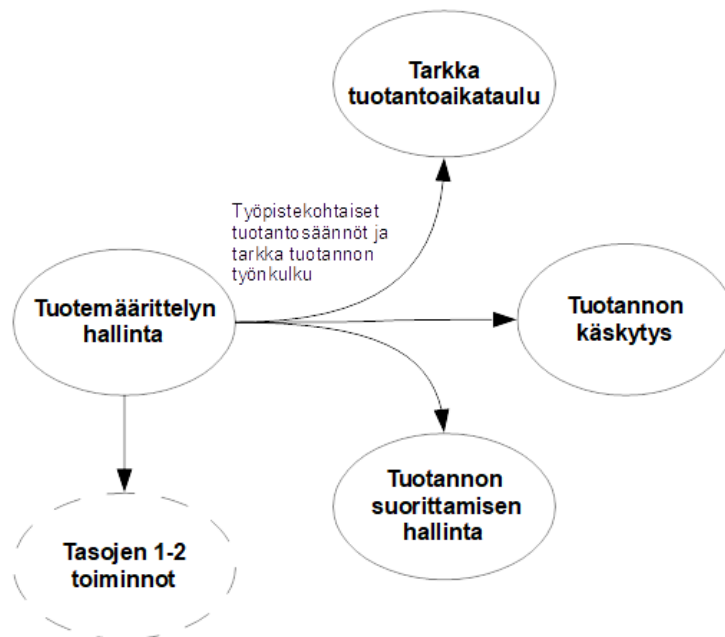 Tarkka
tuotantoaikataulu
Työpistekohtaiset
tuotantosäännöt ja
tarkka tuotannon
työnkulku
Tuotemäärittelyn
hallinta
Tuotannon
käskytys
Tuotannon
suorittamisen
hallinta
Tasojen 1-2
toiminnot